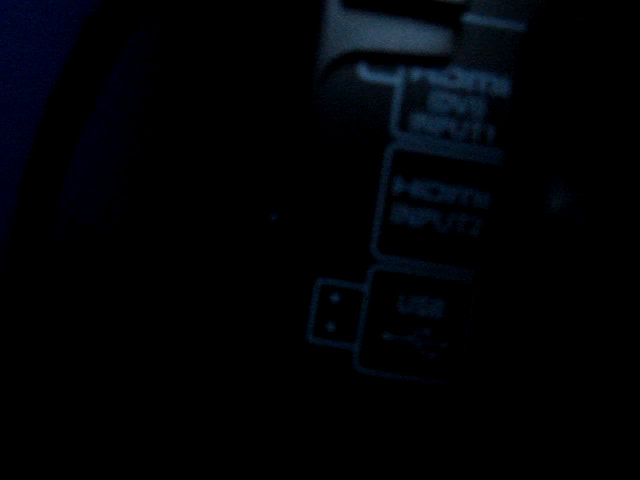 HDMI
(DVI)
INPUT1
HDMI
INPUT2
USB